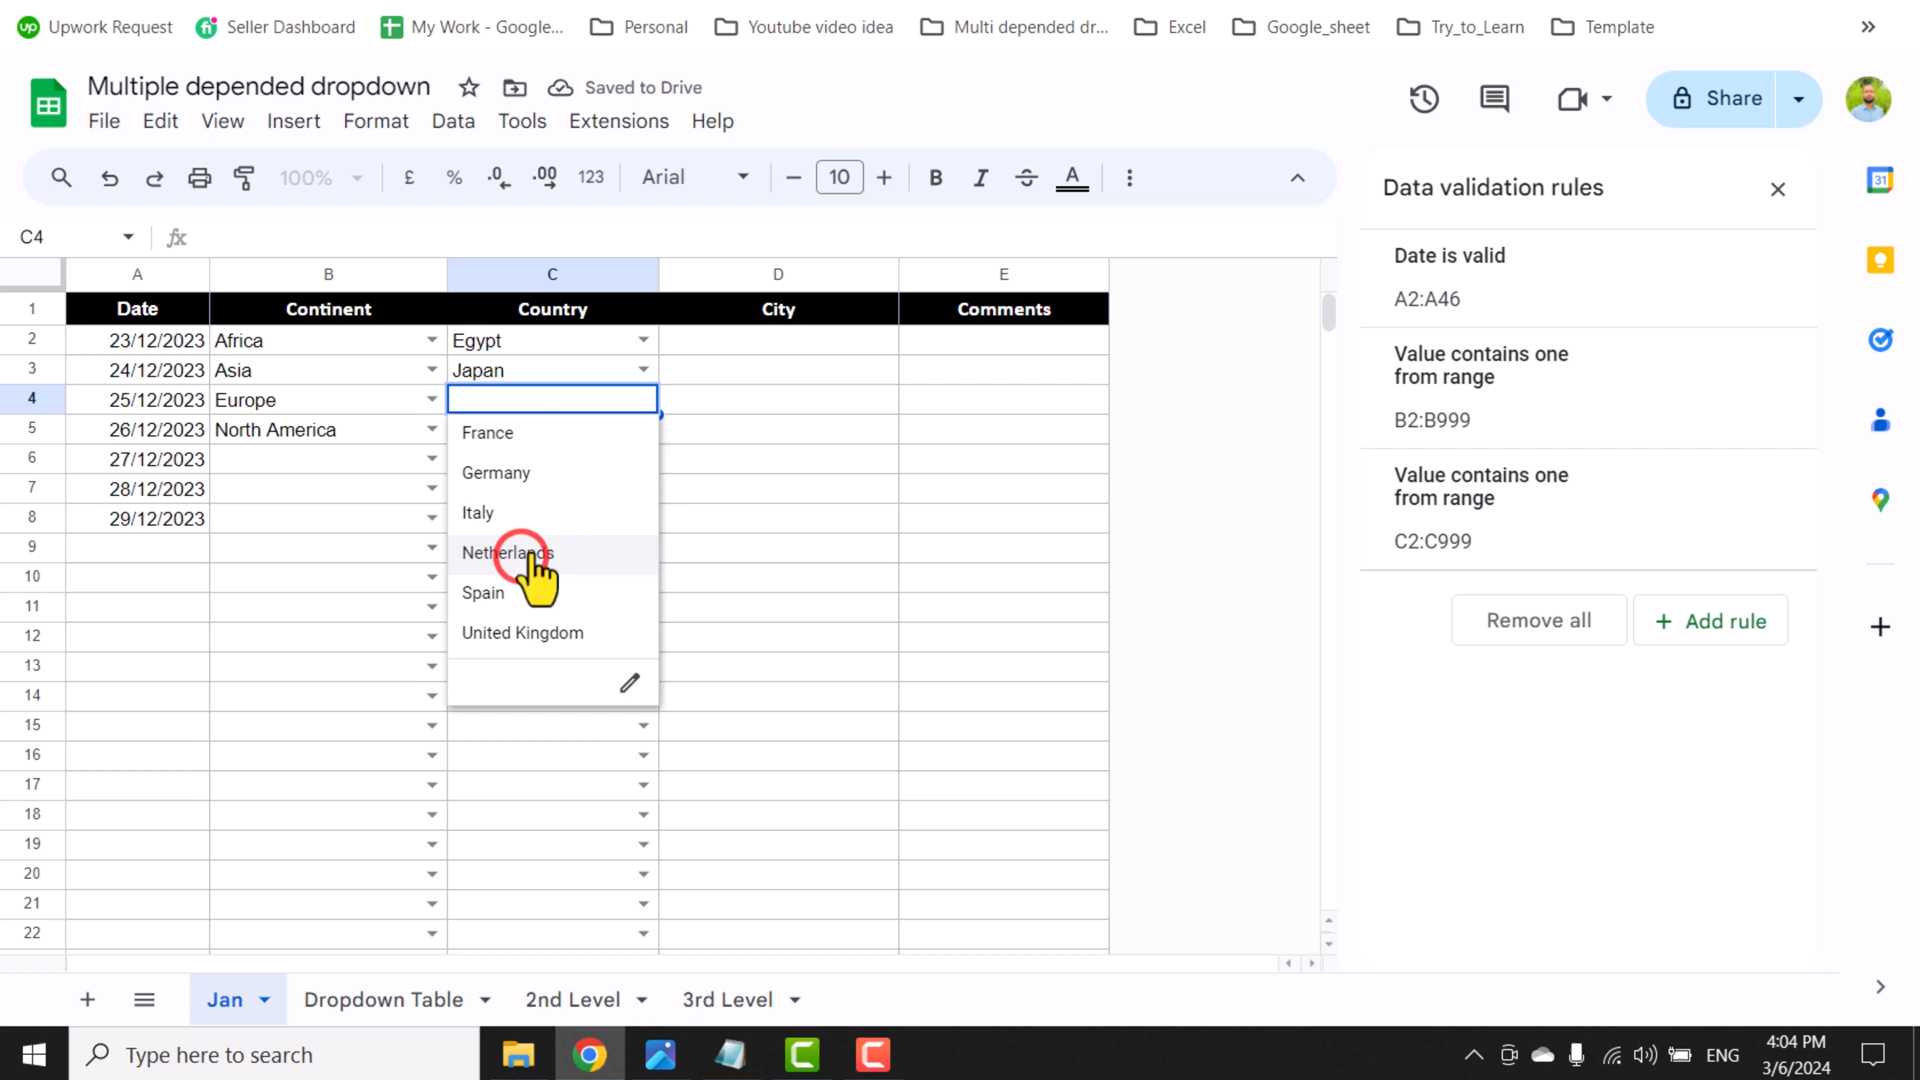 up Upwork Request fi Seller Dashboard My Work - Google... Personal Youtube video idea Multi depended dr... Excel Google_sheet Try_to_Learn Template
Multiple depended dropdown Saved to Drive
File Edit View Insert Format Data Tools Extensions Help
Share
100% £ % .0 .00 123 Arial 10 B I S A
Data validation rules
31
C4 fx
A B C D E
1 Date Continent Country City Comments
2 23/12/2023 Africa Egypt
3 24/12/2023 Asia Japan
4 25/12/2023 Europe
5 26/12/2023 North America
6 27/12/2023
7 28/12/2023
8 29/12/2023
9
10
11
12
13
14
15
16
17
18
19
20
21
22
France
Germany
Italy
Netherlands
Spain
United Kingdom
Date is valid
A2:A46
Value contains one
from range
B2:B999
Value contains one
from range
C2:C999
Remove all + Add rule
Jan Dropdown Table 2nd Level 3rd Level
Type here to search
ENG
4:04 PM
3/6/2024